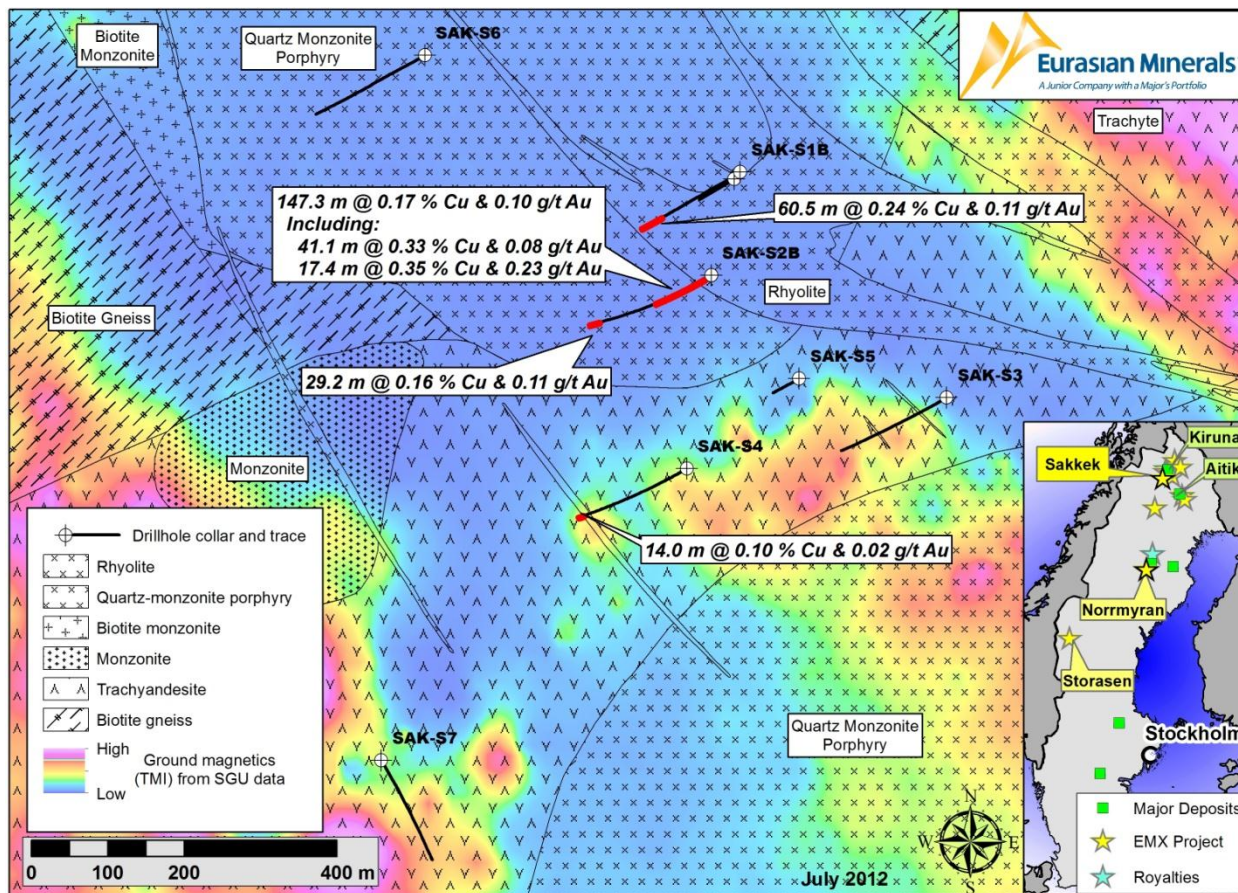 Biotite
Monzonite
Quartz Monzonite
Porphyry
SAK-S6
Eurasian Minerals
A Junior Company with a Major's Portfolio
Trachyte
SAK-S1B
147.3 m @ 0.17 % Cu & 0.10 g/t Au
Including:
41.1 m @ 0.33 % Cu & 0.08 g/t Au
17.4 m @ 0.35 % Cu & 0.23 g/t Au
60.5 m @ 0.24 % Cu & 0.11 g/t Au
SAK-S2B
Rhyolite
Biotite Gneiss
29.2 m @ 0.16 % Cu & 0.11 g/t Au
SAK-S5
SAK-S3
SAK-S4
Monzonite
14.0 m @ 0.10 % Cu & 0.02 g/t Au
Drillhole collar and trace
Rhyolite
Quartz-monzonite porphyry
Biotite monzonite
Monzonite
Trachyandesite
Biotite gneiss
High
Ground magnetics
(TMI) from SGU data
Low
SAK-S7
Quartz Monzonite
Porphyry
0 100 200 400 m
July 2012
N
W E
S
Kiruna
Sakkek
Aitik
Norrmyran
Storasen
Stockholm
Major Deposits
EMX Project
Royalties